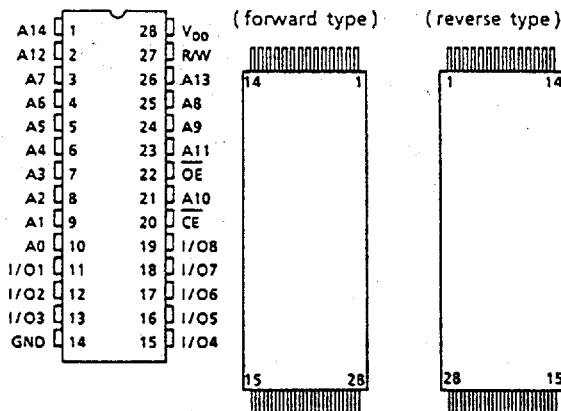 (forward type) (reverse type)
A14 1 28 VDD
A12 2 27 R/W
A7 3 26 A13
A6 4 25 A8
A5 5 24 A9
A4 6 23 A11
A3 7 22 OE
A2 8 21 A10
A1 9 20 CE
A0 10 19 I/O8
I/O1 11 18 I/O7
I/O2 12 17 I/O6
I/O3 13 16 I/O5
GND 14 15 I/O4
14 1
15 28
1 14
28 15